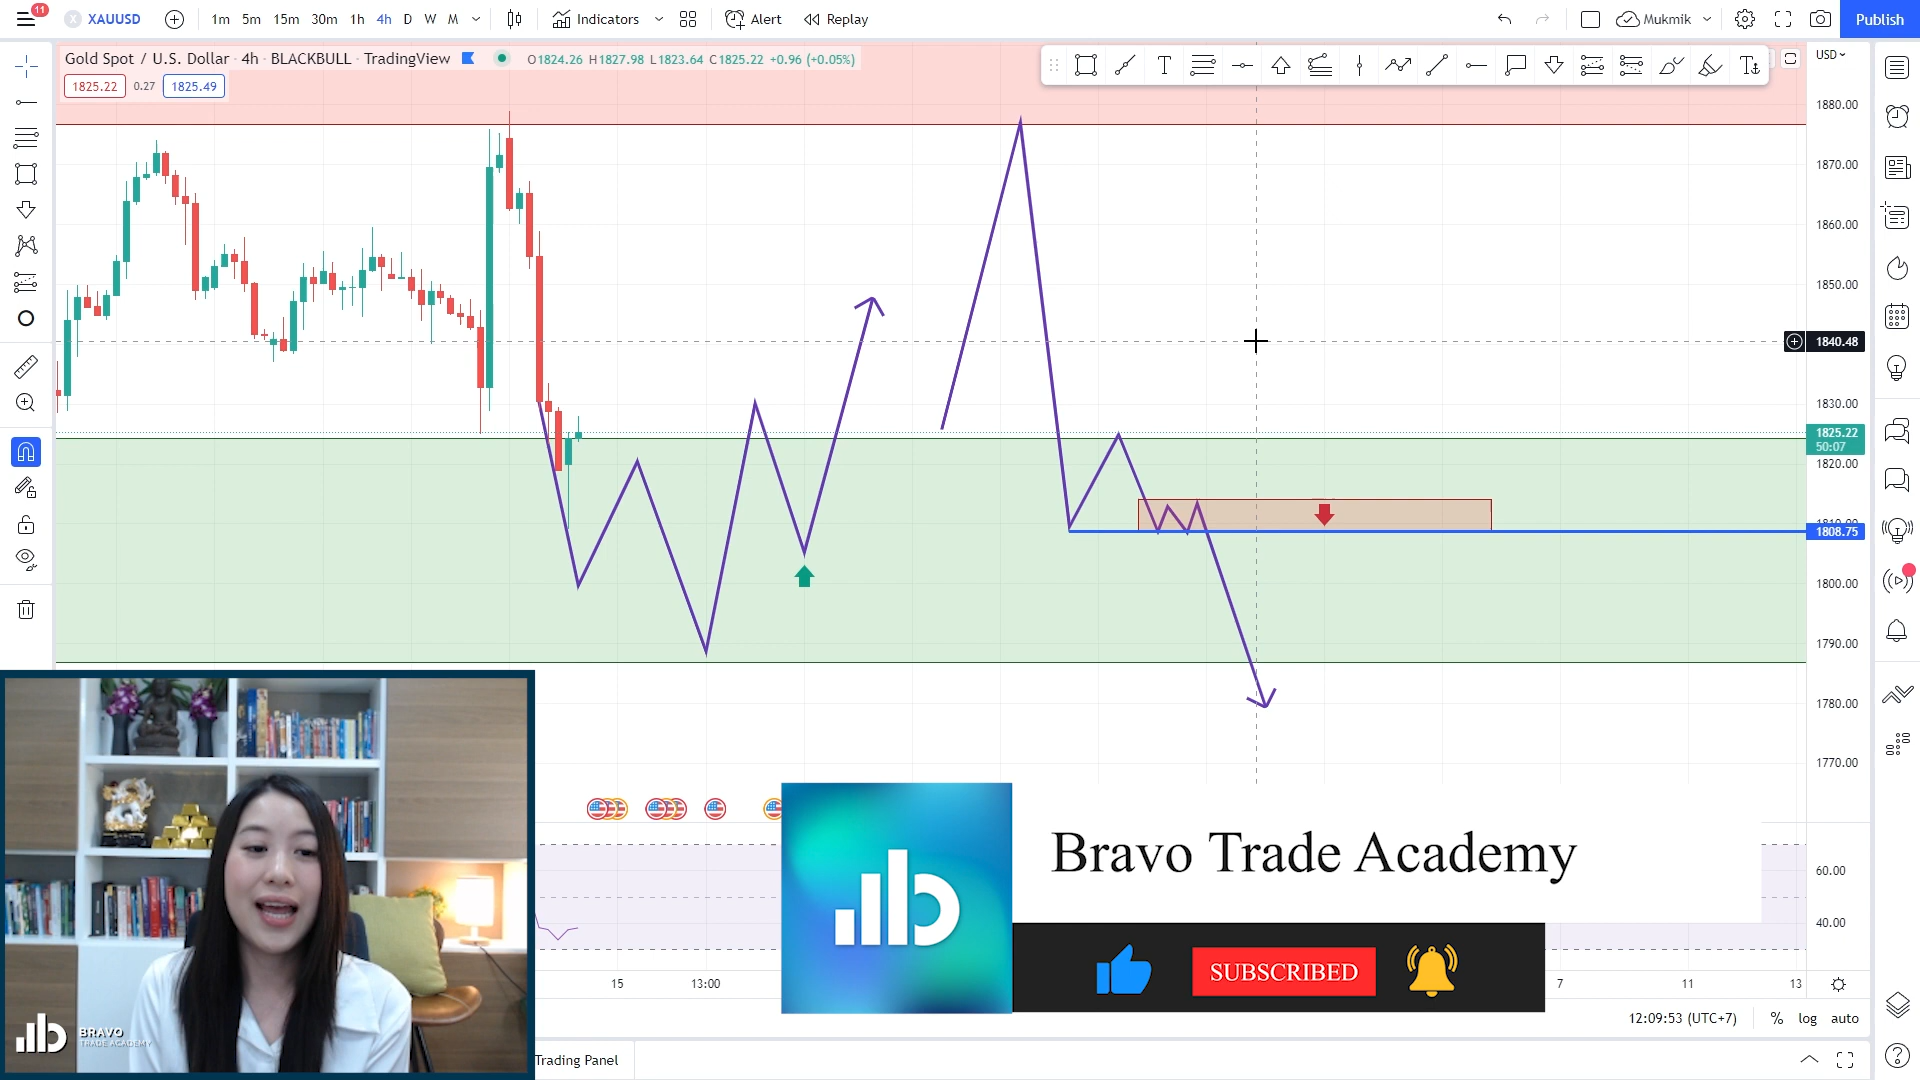 11
XAUUSD
1m 5m 15m 30m 1h 4h D W M
Indicators
Alert
Replay
Mukmik
Publish
Gold Spot / U.S. Dollar · 4h · BLACKBULL · TradingView
O1824.26 H1827.98 L1823.64 C1825.22 +0.96 (+0.05%)
1825.22 0.27 1825.49
USD
1880.00
1870.00
1860.00
1850.00
1840.48
1830.00
1825.22
50:07
1820.00
1808.75
1800.00
1790.00
1780.00
1770.00
60.00
40.00
Bravo Trade Academy
SUBSCRIBED
15 13:00 7 11 13
12:09:53 (UTC+7) % log auto
Trading Panel
BRAVO
TRADE ACADEMY